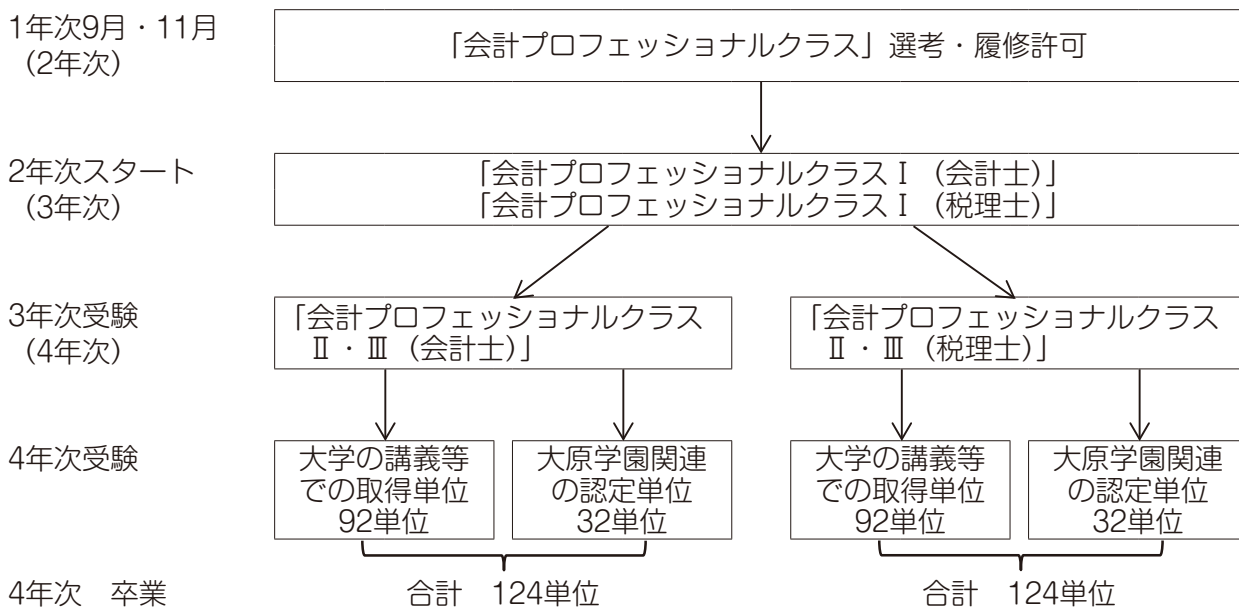 1年次9月・11月
(2年次)
「会計プロフェッショナルクラス」選考・履修許可
2年次スタート
(3年次)
「会計プロフェッショナルクラスⅠ (会計士)」
「会計プロフェッショナルクラスⅠ (税理士)」
3年次受験
(4年次)
「会計プロフェッショナルクラス
Ⅱ・Ⅲ (会計士)」
「会計プロフェッショナルクラス
Ⅱ・Ⅲ (税理士)」
4年次受験
大学の講義等
での取得単位
92単位
大原学園関連
の認定単位
32単位
大学の講義等
での取得単位
92単位
大原学園関連
の認定単位
32単位
4年次　卒業
合計　124単位
合計　124単位